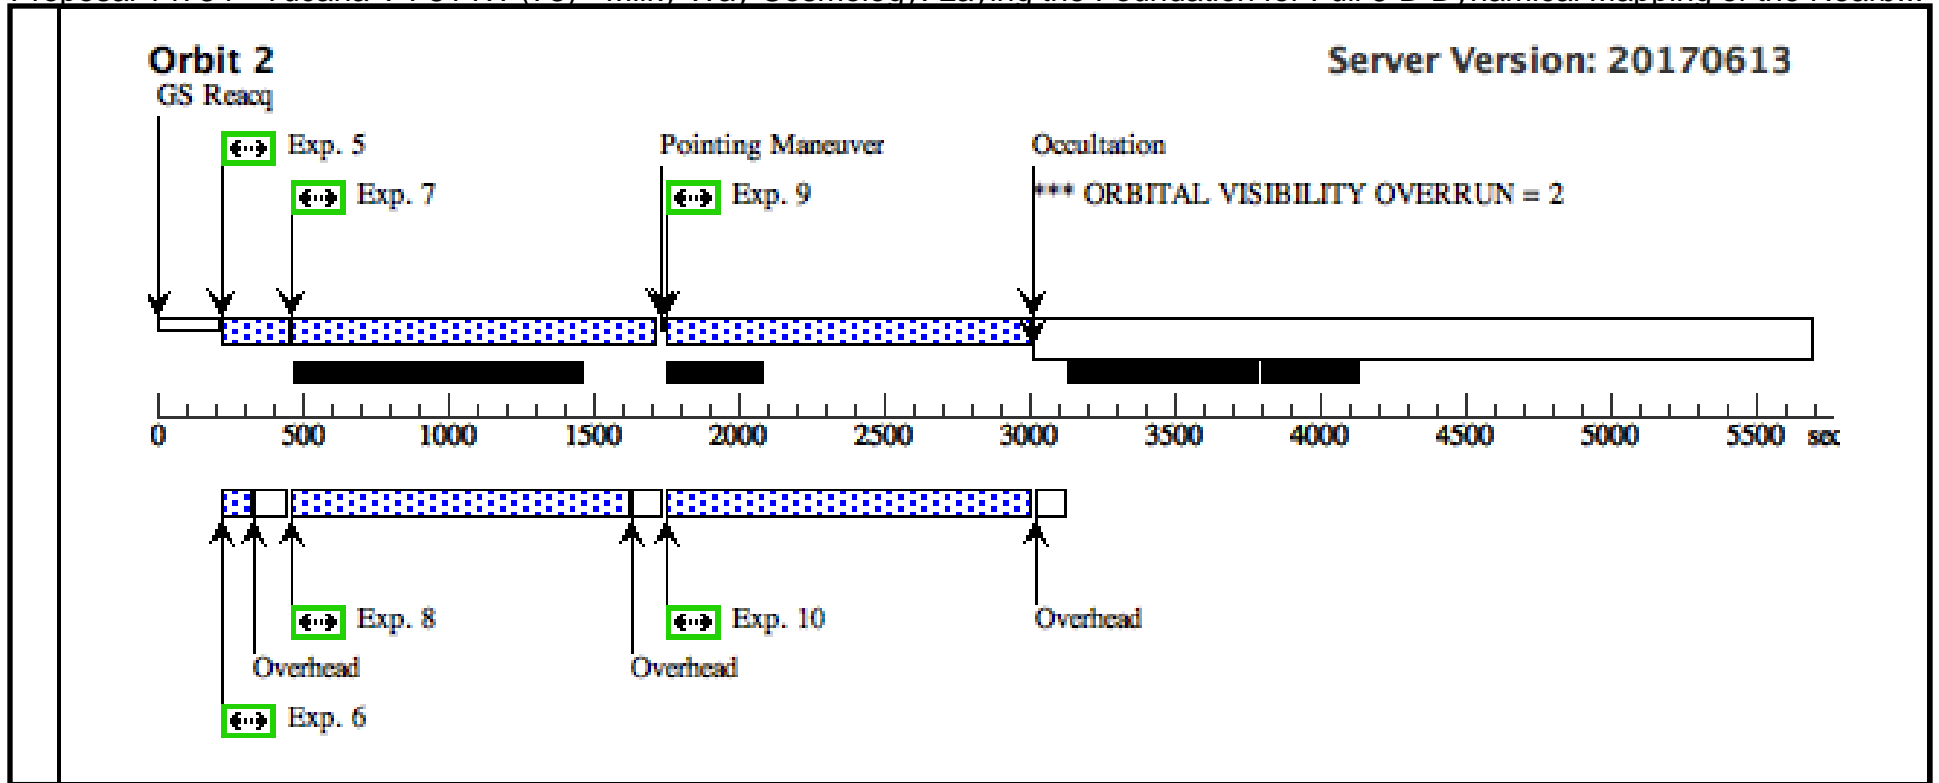 Orbit 2
Server Version: 20170613
GS Reacq
Exp. 5
Pointing Maneuver
Occultation
Exp. 7
Exp. 9
*** ORBITAL VISIBILITY OVERRUN = 2
0 500 1000 1500 2000 2500 3000 3500 4000 4500 5000 5500 sec
Exp. 8
Exp. 10
Overhead
Overhead
Overhead
Exp. 6